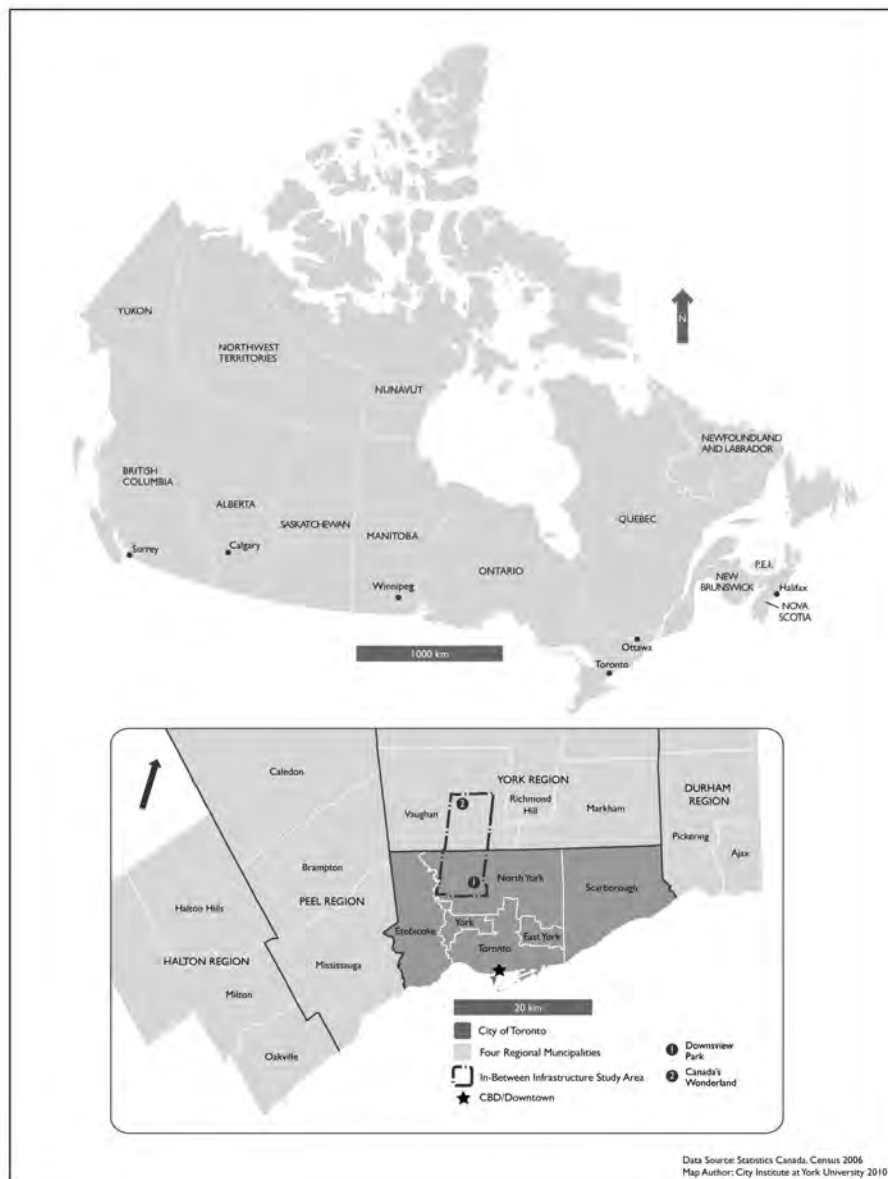 N
YUKON
NORTHWEST
TERRITORIES
NUNAVUT
NEWFOUNDLAND
AND LABRADOR
BRITISH
COLUMBIA
ALBERTA
SASKATCHEWAN
MANITOBA
QUEBEC
ONTARIO
Surrey
Calgary
Winnipeg
P.E.I.
NEW
BRUNSWICK
Halifax
NOVA
SCOTIA
Ottawa
Toronto
1000 km
Caledon
YORK REGION
Vaughan
2
Richmond
Hill
Markham
DURHAM
REGION
Pickering
Ajax
Brampton
1
North York
Scarborough
PEEL REGION
Halton Hills
Etobicoke
York
East York
Toronto
HALTON REGION
Mississauga
Milton
Oakville
20 km
City of Toronto
Four Regional Muncipalities
In-Between Infrastructure Study Area
CBD/Downtown
1 Downsview
Park
2 Canada's
Wonderland
Data Source: Statistics Canada, Census 2006
Map Author: City Institute at York University 2010